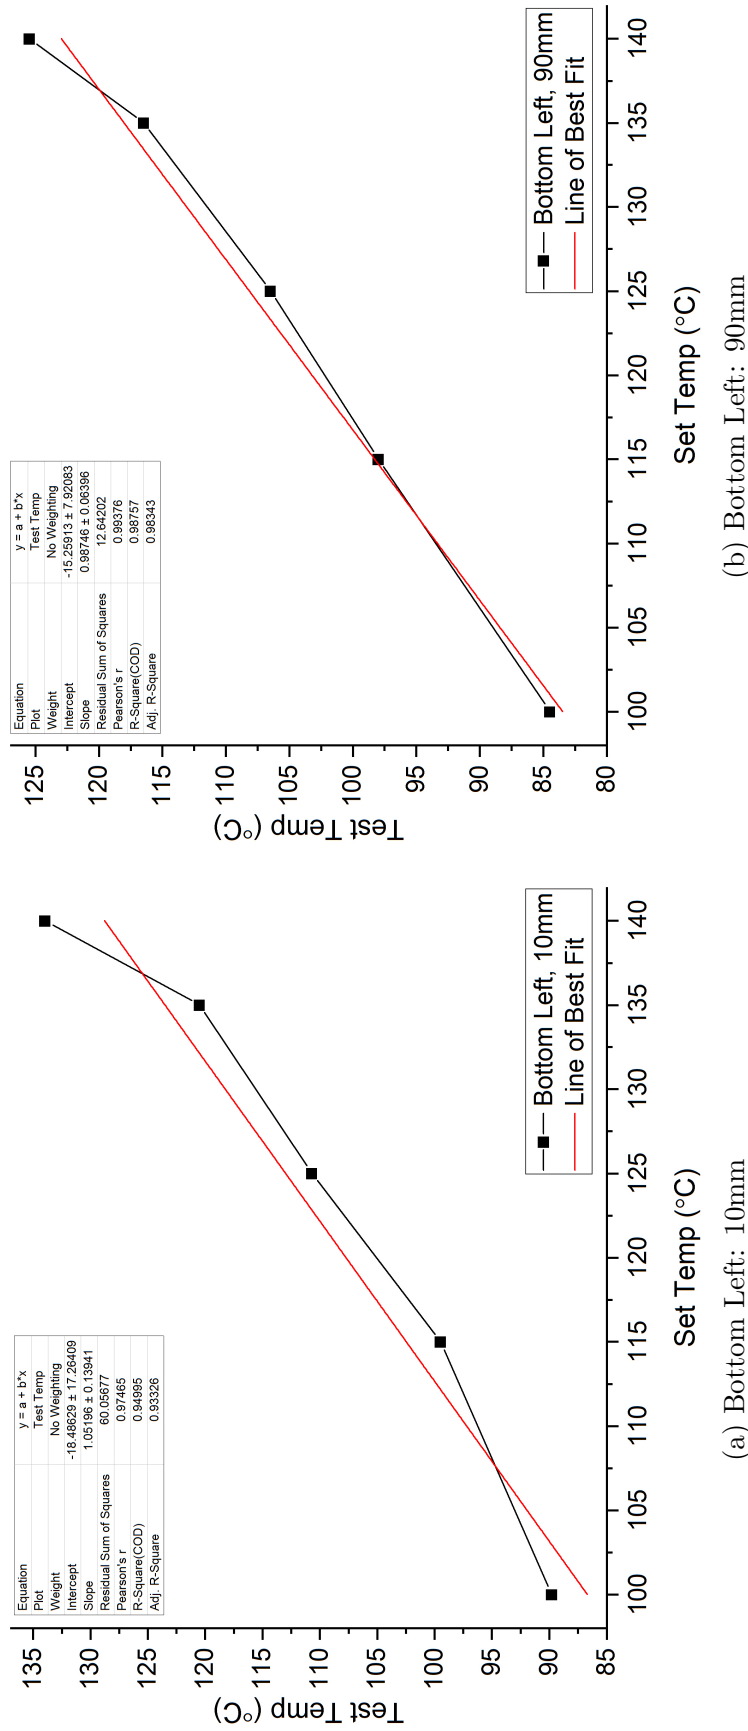 Equation y = a + b*x
Plot Test Temp
Weight No Weighting
Intercept -18.48629 ± 17.26409
Slope 1.05196 ± 0.13941
Residual Sum of Squares 60.05677
Pearson's r 0.97465
R-Square(COD) 0.94995
Adj. R-Square 0.93326
135
130
125
120
115
110
105
100
95
90
85
Test Temp (°C)
100 105 110 115 120 125 130 135 140
Set Temp (°C)
Bottom Left, 10mm
Line of Best Fit
(a) Bottom Left: 10mm
Equation y = a + b*x
Plot Test Temp
Weight No Weighting
Intercept -15.25913 ± 7.92083
Slope 0.98746 ± 0.06396
Residual Sum of Squares 12.64202
Pearson's r 0.99376
R-Square(COD) 0.98757
Adj. R-Square 0.98343
125
120
115
110
105
100
95
90
85
80
Test Temp (°C)
100 105 110 115 120 125 130 135 140
Set Temp (°C)
Bottom Left, 90mm
Line of Best Fit
(b) Bottom Left: 90mm